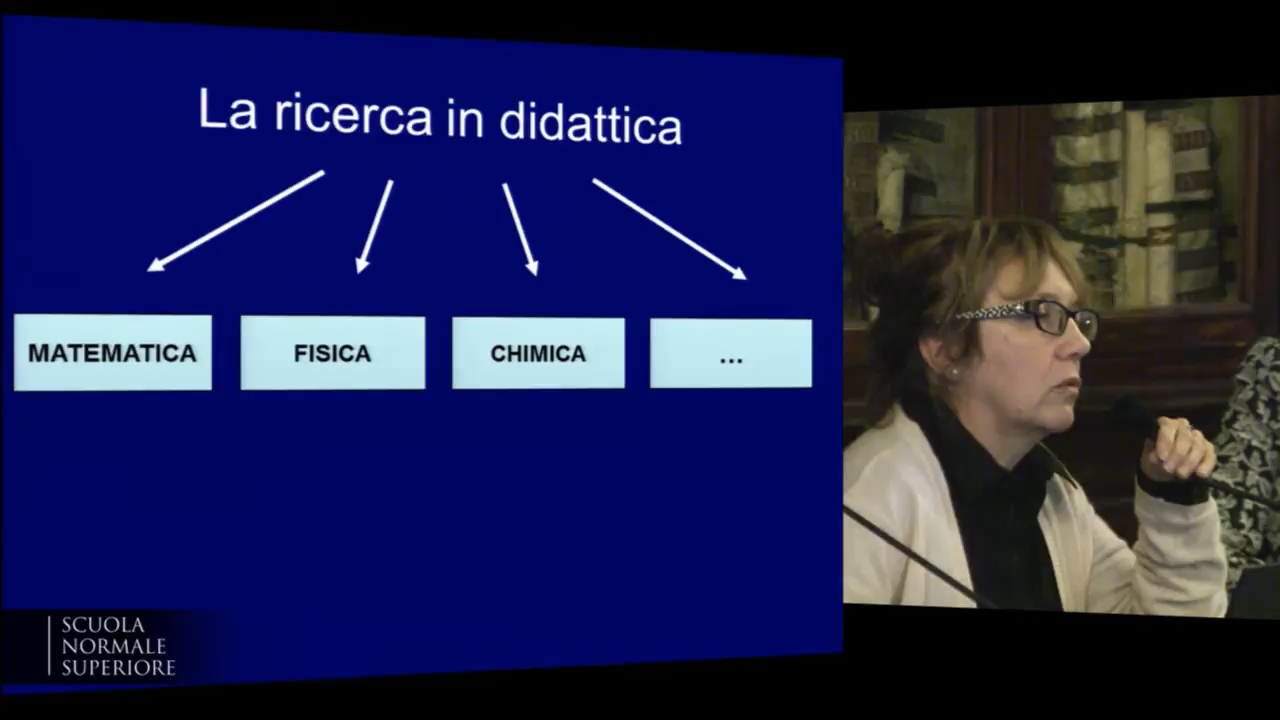 La ricerca in didattica
MATEMATICA
FISICA
CHIMICA
...
SCUOLA
NORMALE
SUPERIORE